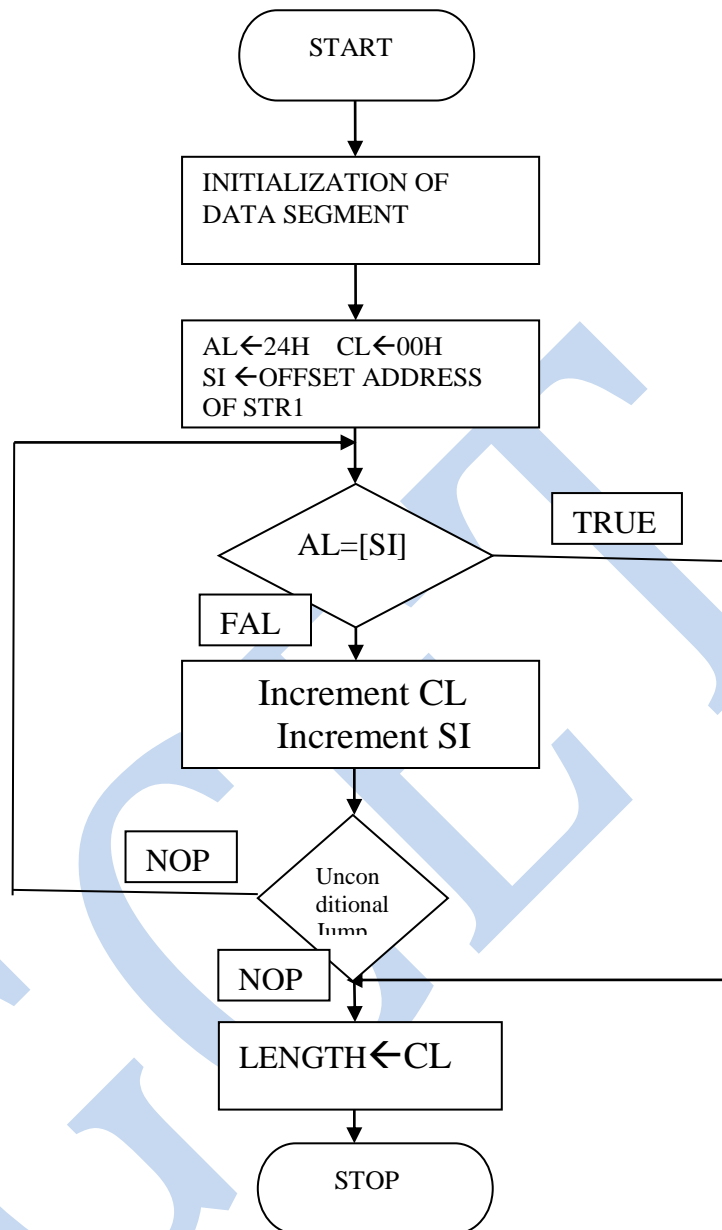 START
INITIALIZATION OF
DATA SEGMENT
AL←24H CL←00H
SI ←OFFSET ADDRESS
OF STR1
AL=[SI]
TRUE
FAL
Increment CL
Increment SI
NOP
Uncon
ditional
Jump
NOP
LENGTH←CL
STOP